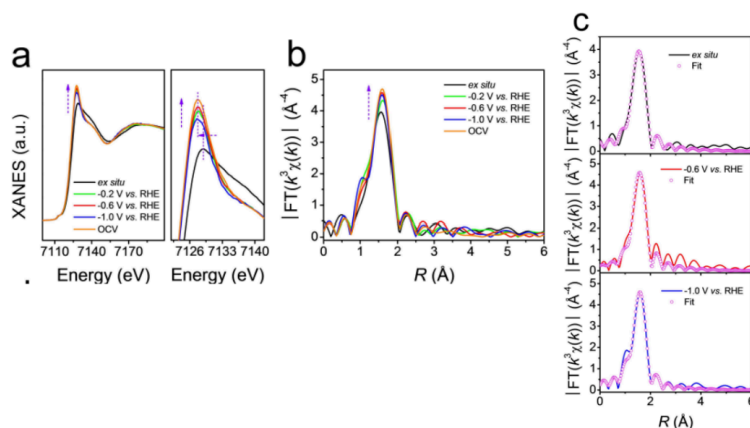 a
XANES (a.u.)
ex situ
-0.2 V vs. RHE
-0.6 V vs. RHE
-1.0 V vs. RHE
OCV
7110 7140 7170
Energy (eV)
7126 7133 7140
Energy (eV)
b
|FT(k³χ(k))| (Å⁻⁴)
5
4
3
2
1
0
ex situ
-0.2 V vs. RHE
-0.6 V vs. RHE
-1.0 V vs. RHE
OCV
0 1 2 3 4 5 6
R (Å)
c
|FT(k³χ(k))| (Å⁻⁴)
5
4
3
2
1
0
ex situ
Fit
|FT(k³χ(k))| (Å⁻⁴)
5
4
3
2
1
0
-0.6 V vs. RHE
Fit
|FT(k³χ(k))| (Å⁻⁴)
5
4
3
2
1
0
-1.0 V vs. RHE
Fit
0 2 4 6
R (Å)